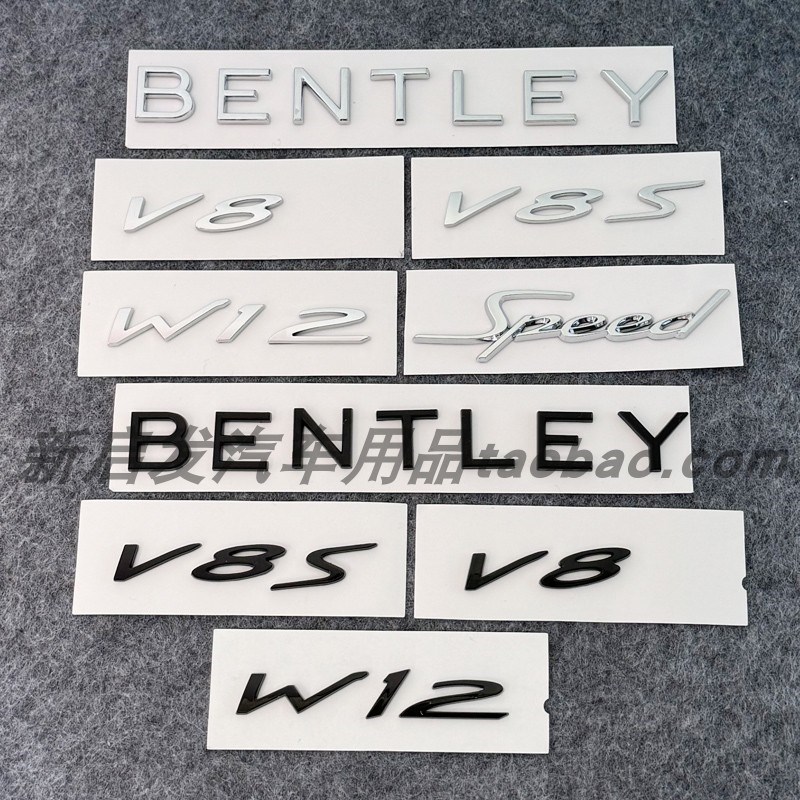 BENTLEY
V8 V8S
W12 Speed
BENTLEY
新启发汽车用品taobao.com
V8S V8
W12